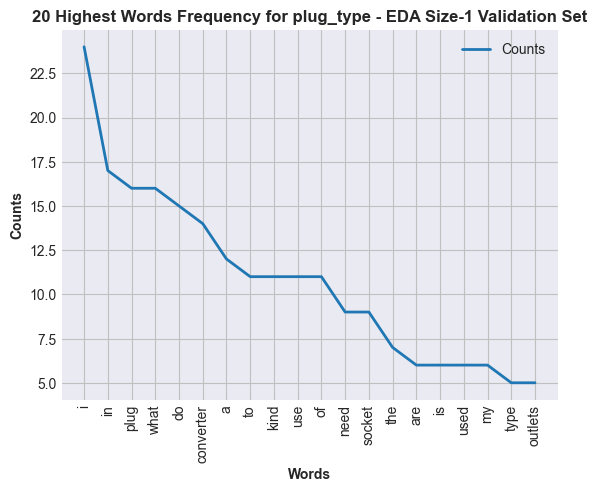 20 Highest Words Frequency for plug_type - EDA Size-1 Validation Set
Counts
22.5
20.0
17.5
15.0
12.5
10.0
7.5
5.0
Counts
i
in
plug
what
do
converter
a
to
kind
use
of
need
socket
the
are
is
used
my
type
outlets
Words